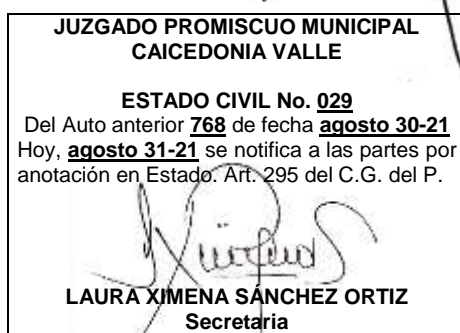 JUZGADO PROMISCUO MUNICIPAL
CAICEDONIA VALLE
ESTADO CIVIL No. 029
Del Auto anterior 768 de fecha agosto 30-21
Hoy, agosto 31-21 se notifica a las partes por
anotación en Estado. Art. 295 del C.G. del P.
LAURA XIMENA SÁNCHEZ ORTIZ
Secretaria